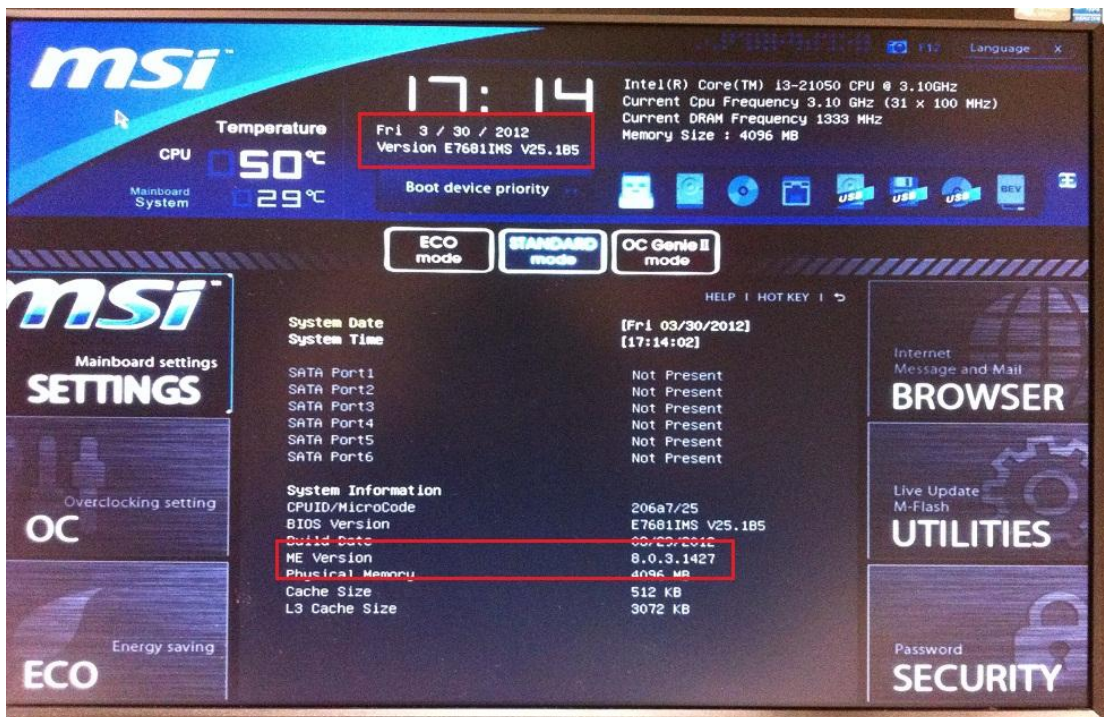 msi
F12 Language X
17:14
Fri 3 / 30 / 2012
Version E7681IMS V25.1B5
Intel(R) Core(TM) i3-21050 CPU @ 3.10GHz
Current Cpu Frequency 3.10 GHz (31 x 100 MHz)
Current DRAM Frequency 1333 MHz
Memory Size : 4096 MB
Temperature
CPU 50°C
Mainboard
System 29°C
Boot device priority
USB USB USB BEV
ECO
mode
STANDARD
mode
OC Genie II
mode
HELP | HOT KEY |
msi
Mainboard settings
SETTINGS
Overclocking setting
OC
Energy saving
ECO
System Date [Fri 03/30/2012]
System Time [17:14:02]
SATA Port1 Not Present
SATA Port2 Not Present
SATA Port3 Not Present
SATA Port4 Not Present
SATA Port5 Not Present
SATA Port6 Not Present
System Information
CPUID/MicroCode 206a7/25
BIOS Version E7681IMS V25.1B5
Build Date
ME Version 8.0.3.1427
Physical Memory 4096 MB
Cache Size 512 KB
L3 Cache Size 3072 KB
Internet
Message and Mail
BROWSER
Live Update
M-Flash
UTILITIES
Password
SECURITY